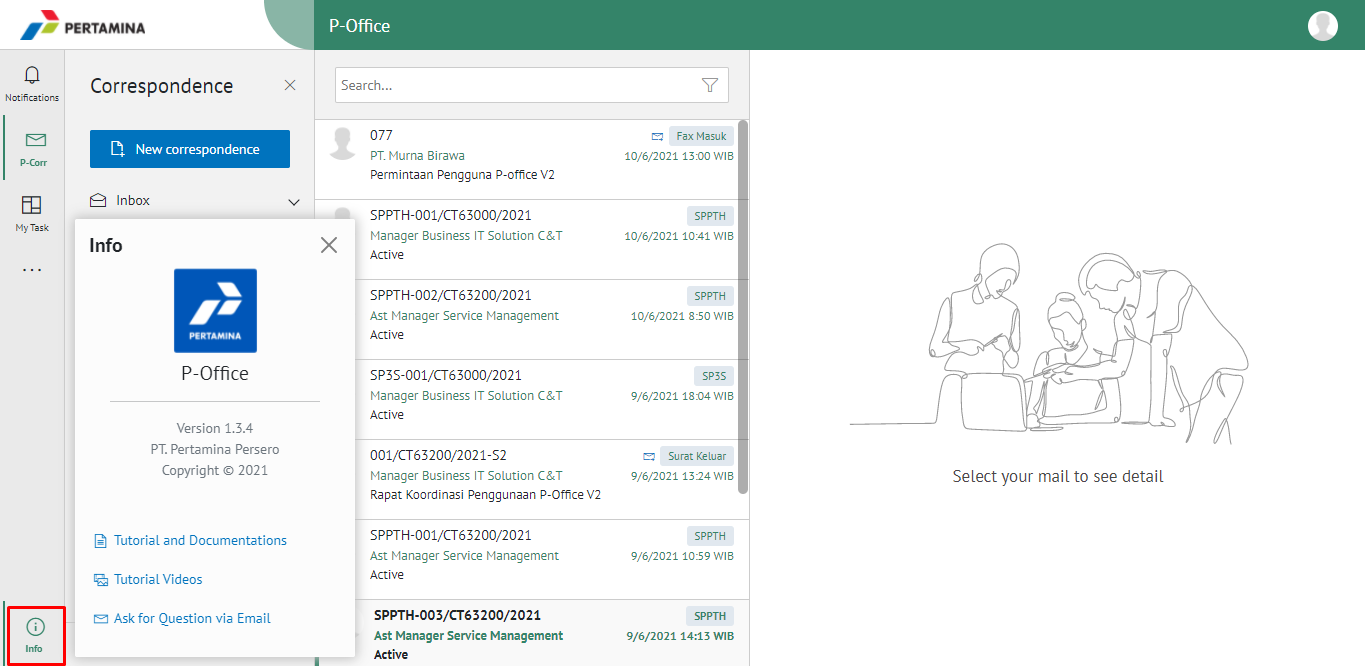 PERTAMINA
P-Office
Notifications
P-Corr
My Task
...
Info
Correspondence
New correspondence
Inbox
Info
PERTAMINA
P-Office
Version 1.3.4
PT. Pertamina Persero
Copyright © 2021
Tutorial and Documentations
Tutorial Videos
Ask for Question via Email
Search...
077
Fax Masuk
PT. Murna Birawa
10/6/2021 13:00 WIB
Permintaan Pengguna P-office V2
SPPTH-001/CT63000/2021
SPPTH
Manager Business IT Solution C&T
10/6/2021 10:41 WIB
Active
SPPTH-002/CT63200/2021
SPPTH
Ast Manager Service Management
10/6/2021 8:50 WIB
Active
SP3S-001/CT63000/2021
SP3S
Manager Business IT Solution C&T
9/6/2021 18:04 WIB
Active
001/CT63200/2021-S2
Surat Keluar
Manager Business IT Solution C&T
9/6/2021 13:24 WIB
Rapat Koordinasi Penggunaan P-Office V2
SPPTH-001/CT63200/2021
SPPTH
Ast Manager Service Management
9/6/2021 10:59 WIB
Active
SPPTH-003/CT63200/2021
SPPTH
Ast Manager Service Management
9/6/2021 14:13 WIB
Active
Select your mail to see detail